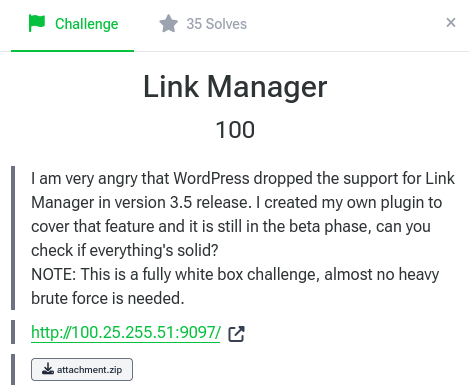 Challenge
35 Solves
×
Link Manager
100
I am very angry that WordPress dropped the support for Link
Manager in version 3.5 release. I created my own plugin to
cover that feature and it is still in the beta phase, can you
check if everything's solid?
NOTE: This is a fully white box challenge, almost no heavy
brute force is needed.
http://100.25.255.51:9097/
attachment.zip